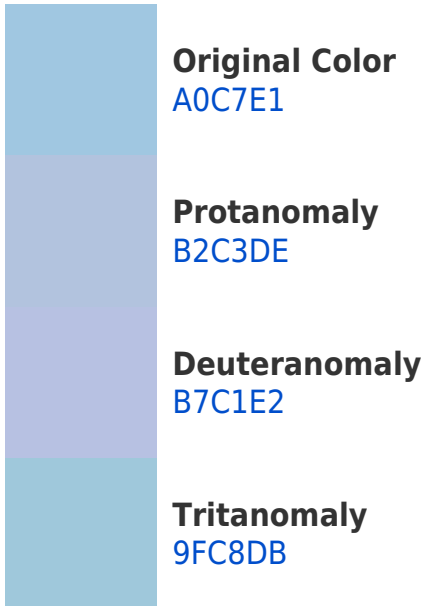 Original Color
A0C7E1
Protanomaly
B2C3DE
Deuteranomaly
B7C1E2
Tritanomaly
9FC8DB